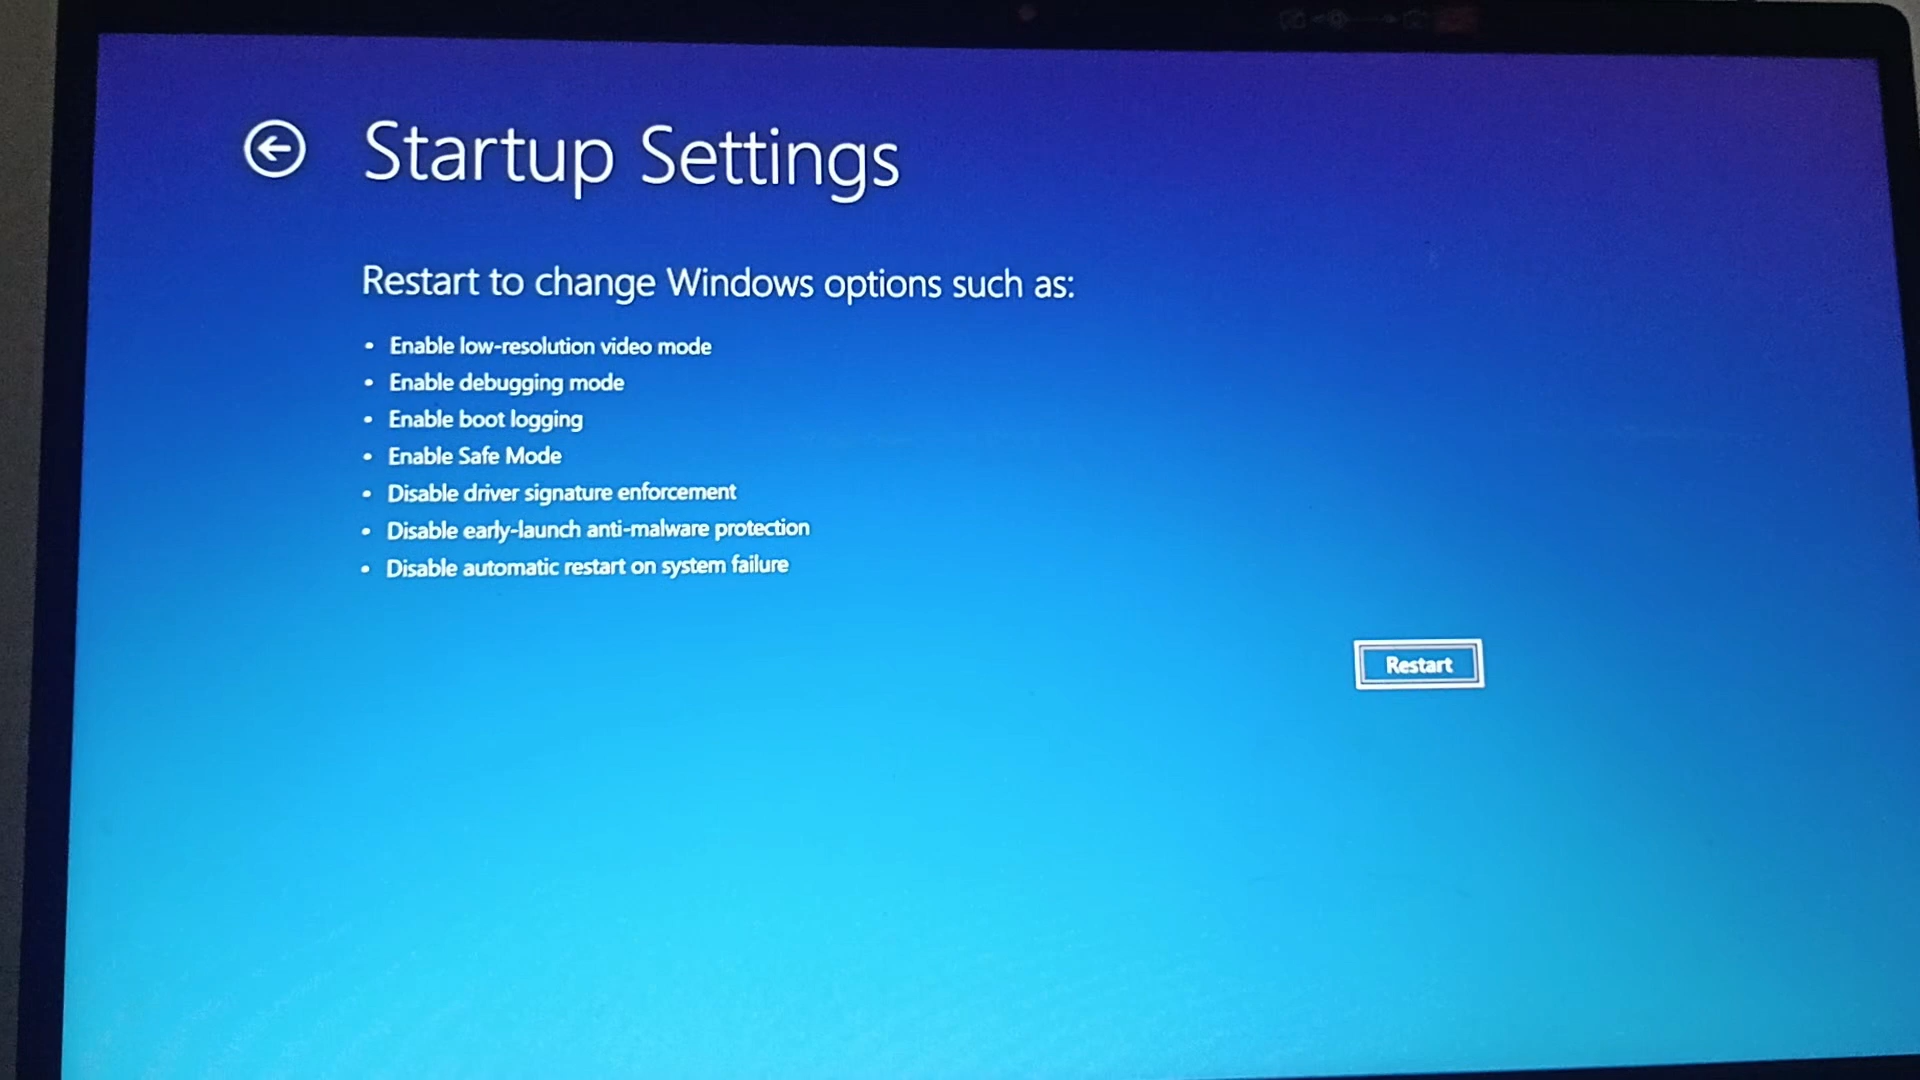 Startup Settings
Restart to change Windows options such as:
• Enable low-resolution video mode
• Enable debugging mode
• Enable boot logging
• Enable Safe Mode
• Disable driver signature enforcement
• Disable early-launch anti-malware protection
• Disable automatic restart on system failure
Restart